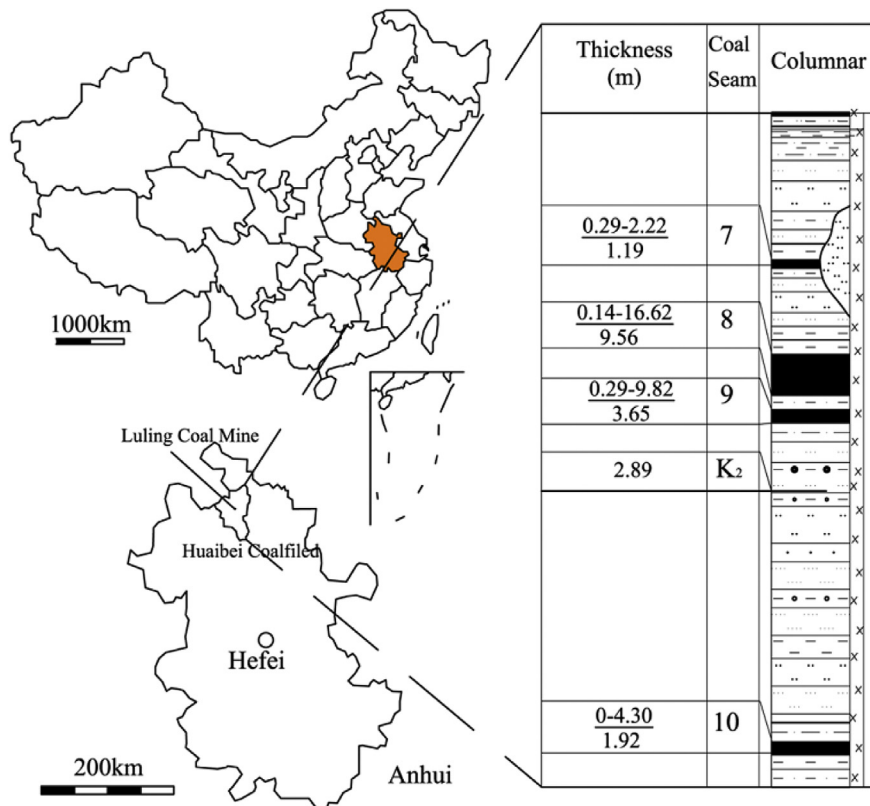 Thickness
(m)
Coal
Seam
Columnar
0.29-2.22
1.19
7
0.14-16.62
9.56
8
0.29-9.82
3.65
9
2.89
K₂
0-4.30
1.92
10
1000km
Luling Coal Mine
Huaibei Coalfiled
Hefei
200km
Anhui